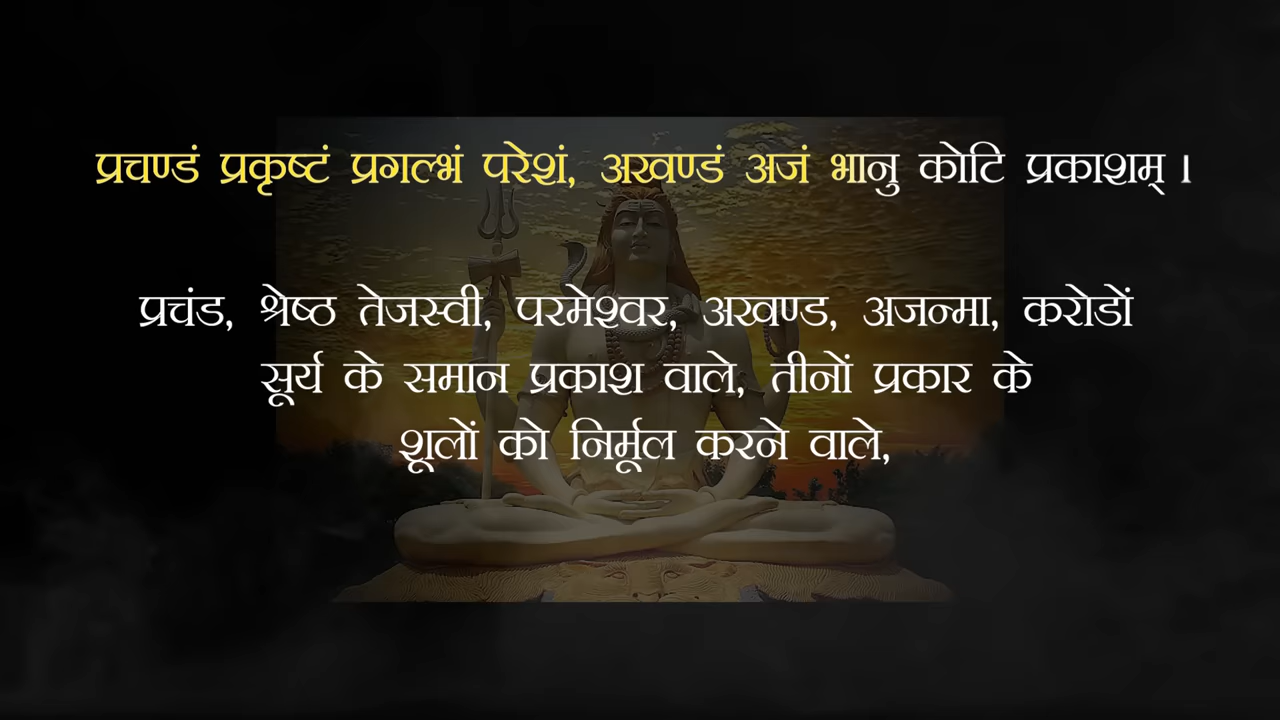 प्रचण्डं प्रकृष्टं प्रगल्भं परेशं, अखण्डं अजं भानु कोटि प्रकाशम् ।
प्रचंड, श्रेष्ठ तेजस्वी, परमेश्वर, अखण्ड, अजन्मा, करोडों
सूर्य के समान प्रकाश वाले, तीनों प्रकार के
शूलों को निर्मूल करने वाले,